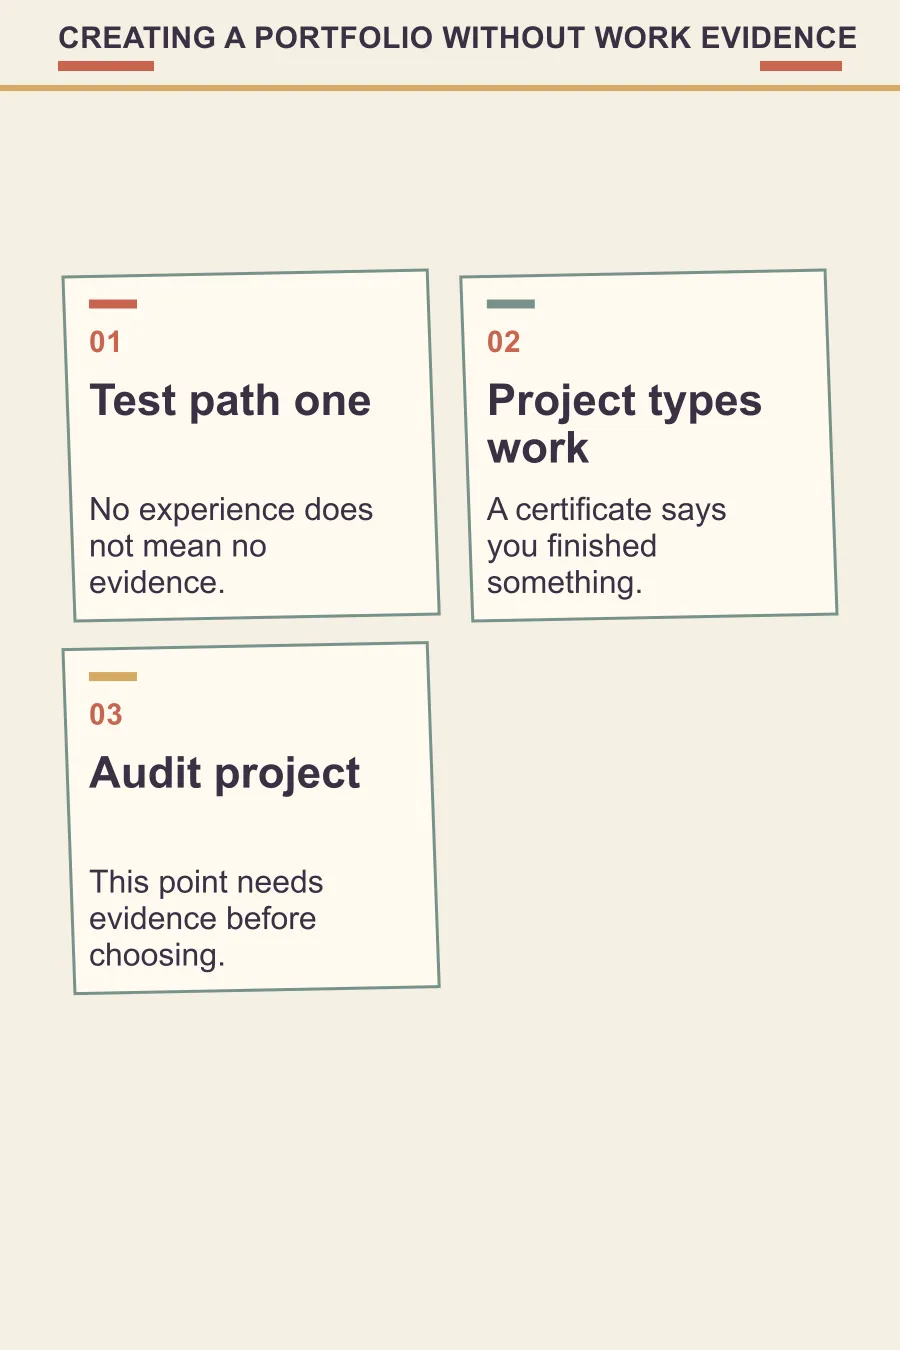 CREATING A PORTFOLIO WITHOUT WORK EVIDENCE
01
Test path one
No experience does
not mean no
evidence.
02
Project types
work
A certificate says
you finished
something.
03
Audit project
This point needs
evidence before
choosing.